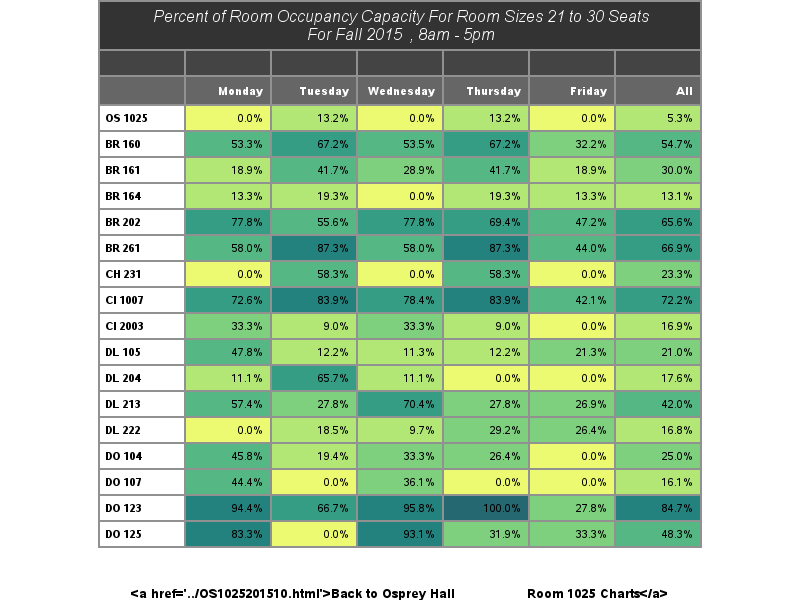 Percent of Room Occupancy Capacity For Room Sizes 21 to 30 Seats
For Fall 2015 , 8am - 5pm
Monday Tuesday Wednesday Thursday Friday All
OS 1025 0.0% 13.2% 0.0% 13.2% 0.0% 5.3%
BR 160 53.3% 67.2% 53.5% 67.2% 32.2% 54.7%
BR 161 18.9% 41.7% 28.9% 41.7% 18.9% 30.0%
BR 164 13.3% 19.3% 0.0% 19.3% 13.3% 13.1%
BR 202 77.8% 55.6% 77.8% 69.4% 47.2% 65.6%
BR 261 58.0% 87.3% 58.0% 87.3% 44.0% 66.9%
CH 231 0.0% 58.3% 0.0% 58.3% 0.0% 23.3%
CI 1007 72.6% 83.9% 78.4% 83.9% 42.1% 72.2%
CI 2003 33.3% 9.0% 33.3% 9.0% 0.0% 16.9%
DL 105 47.8% 12.2% 11.3% 12.2% 21.3% 21.0%
DL 204 11.1% 65.7% 11.1% 0.0% 0.0% 17.6%
DL 213 57.4% 27.8% 70.4% 27.8% 26.9% 42.0%
DL 222 0.0% 18.5% 9.7% 29.2% 26.4% 16.8%
DO 104 45.8% 19.4% 33.3% 26.4% 0.0% 25.0%
DO 107 44.4% 0.0% 36.1% 0.0% 0.0% 16.1%
DO 123 94.4% 66.7% 95.8% 100.0% 27.8% 84.7%
DO 125 83.3% 0.0% 93.1% 31.9% 33.3% 48.3%
<a href='../OS1025201510.html'>Back to Osprey Hall Room 1025 Charts</a>